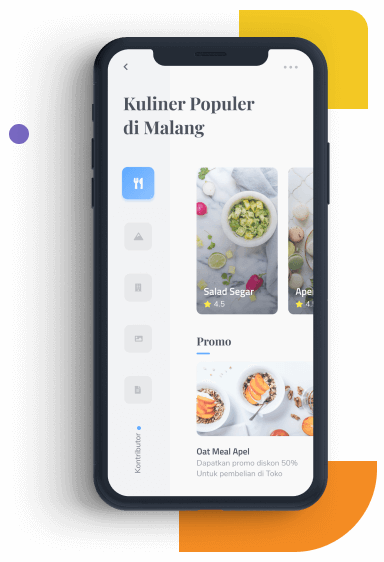 Kuliner Populer
di Malang
Salad Segar
4.5
Ape
4.
Promo
Oat Meal Apel
Dapatkan promo diskon 50%
Untuk pembelian di Toko
Kontributor